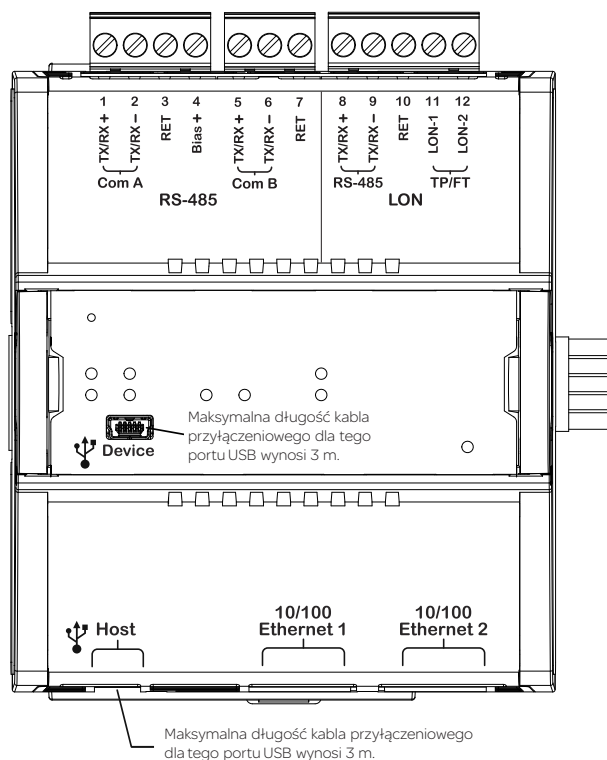 1 2 3 4 5 6 7 8 9 10 11 12
TX/RX + TX/RX − RET Bias + TX/RX + TX/RX − RET TX/RX + TX/RX − RET LON-1 LON-2
Com A Com B RS-485 TP/FT
RS-485 LON
Maksymalna długość kabla
przyłączeniowego dla tego
portu USB wynosi 3 m.
Device
Host
10/100 10/100
Ethernet 1 Ethernet 2
Maksymalna długość kabla przyłączeniowego
dla tego portu USB wynosi 3 m.